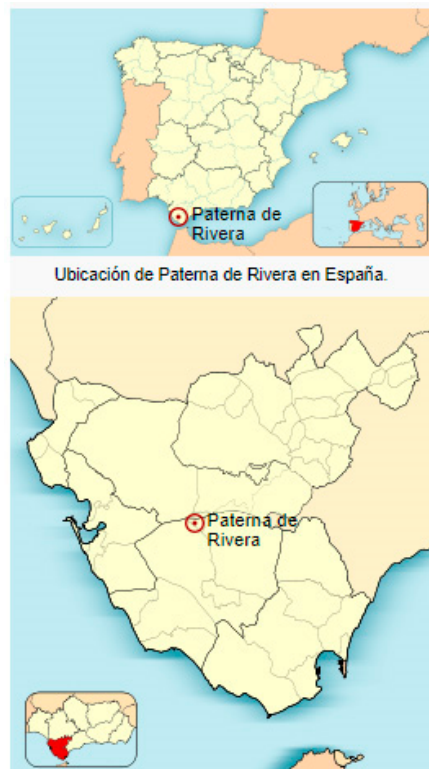 Paterna de
Rivera
Ubicación de Paterna de Rivera en España.
Paterna de
Rivera